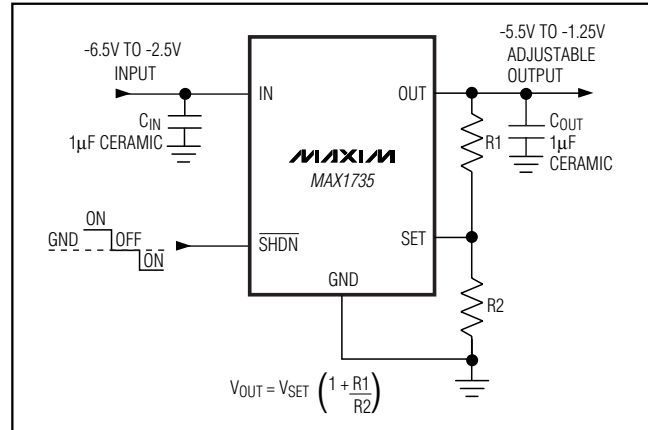 -6.5V TO -2.5V
INPUT
IN
CIN
1µF CERAMIC
MAXIM
MAX1735
-5.5V TO -1.25V
ADJUSTABLE
OUTPUT
OUT
R1
COUT
1µF
CERAMIC
ON
GND
OFF
ON
SHDN
SET
GND
R2
VOUT = VSET (1 + R1/R2)